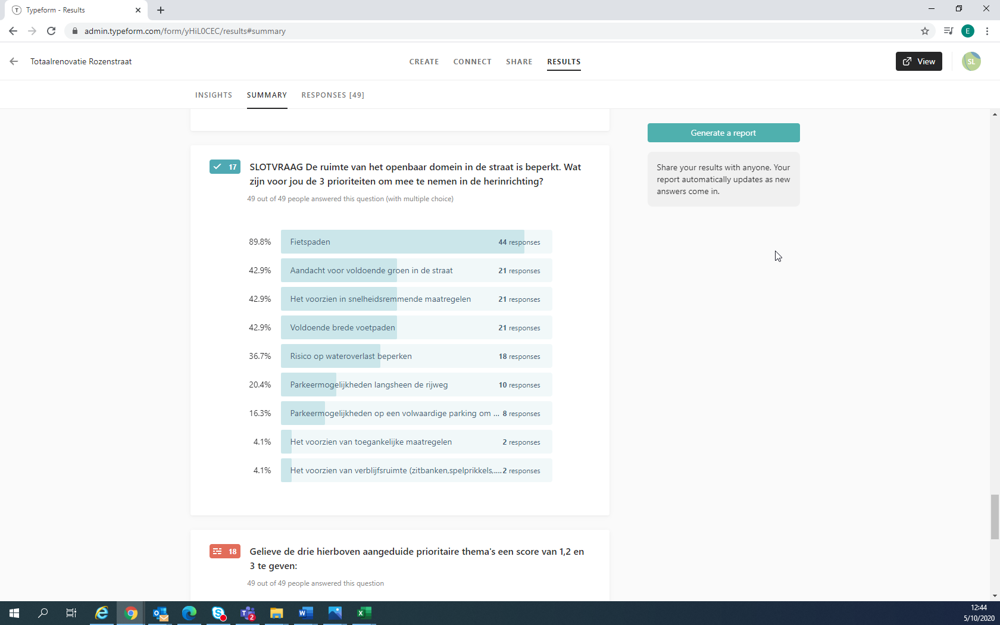 Typeform - Results
admin.typeform.com/form/yHiL0CEC/results#summary
E
Totaalrenovatie Rozenstraat
CREATE CONNECT SHARE RESULTS
View
SL
INSIGHTS SUMMARY RESPONSES [49]
Generate a report
Share your results with anyone. Your
report automatically updates as new
answers come in.
17 SLOTVRAAG De ruimte van het openbaar domein in de straat is beperkt. Wat
zijn voor jou de 3 prioriteiten om mee te nemen in de herinrichting?
49 out of 49 people answered this question (with multiple choice)
89.8% Fietspaden 44 responses
42.9% Aandacht voor voldoende groen in de straat 21 responses
42.9% Het voorzien in snelheidsremmende maatregelen 21 responses
42.9% Voldoende brede voetpaden 21 responses
36.7% Risico op wateroverlast beperken 18 responses
20.4% Parkeermogelijkheden langsheen de rijweg 10 responses
16.3% Parkeermogelijkheden op een volwaardige parking om ... 8 responses
4.1% Het voorzien van toegankelijke maatregelen 2 responses
4.1% Het voorzien van verblijfsruimte (zitbanken,spelprikkels,.... 2 responses
18 Gelieve de drie hierboven aangeduide prioritaire thema's een score van 1,2 en
3 te geven:
49 out of 49 people answered this question
12:44
5/10/2020